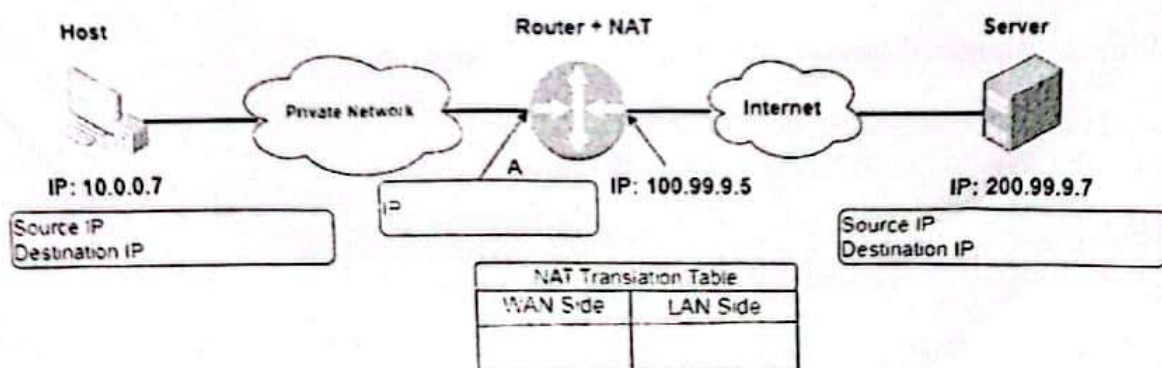 Host
Router + NAT
Server
Private Network
Internet
A
IP: 10.0.0.7
IP: 100.99.9.5
IP: 200.99.9.7
IP
Source IP
Destination IP
Source IP
Destination IP
NAT Translation Table
WAN Side
LAN Side